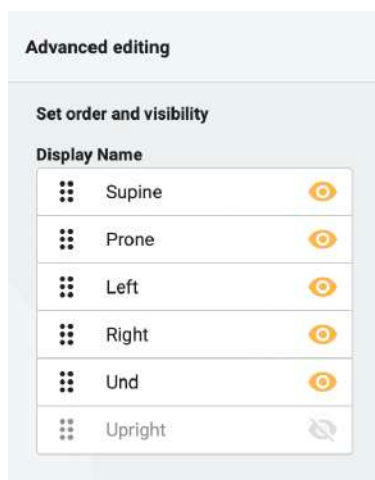 Advanced editing
Set order and visibility
Display Name
Supine
Prone
Left
Right
Und
Upright